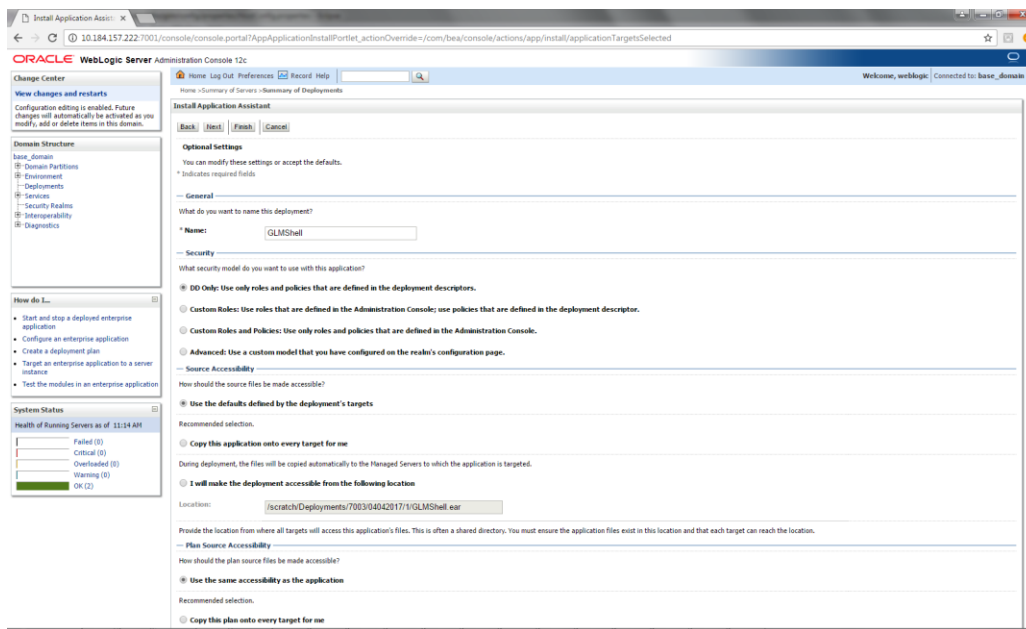 Install Application Assist
10.184.157.222:7001/console/console.portal?AppApplicationInstallPortlet_actionOverride=/com/bea/console/actions/app/install/applicationTargetsSelected
ORACLE WebLogic Server Administration Console 12c
Change Center
View changes and restarts
Configuration editing is enabled. Future
changes will automatically be activated as you
modify, add or delete items in this domain.
Domain Structure
base_domain
Domain Partitions
Environment
Deployments
Services
Security Realms
Interoperability
Diagnostics
How do I...
Start and stop a deployed enterprise
application
Configure an enterprise application
Create a deployment plan
Target an enterprise application to a server
instance
Test the modules in an enterprise application
System Status
Health of Running Servers as of 11:14 AM
Failed (0)
Critical (0)
Overloaded (0)
Warning (0)
OK (2)
Home Log Out Preferences Record Help
Welcome, weblogic Connected to: base_domain
Home >Summary of Servers >Summary of Deployments
Install Application Assistant
Back Next Finish Cancel
Optional Settings
You can modify these settings or accept the defaults.
* Indicates required fields
General
What do you want to name this deployment?
* Name: GLMShell
Security
What security model do you want to use with this application?
DD Only: Use only roles and policies that are defined in the deployment descriptors.
Custom Roles: Use roles that are defined in the Administration Console; use policies that are defined in the deployment descriptor.
Custom Roles and Policies: Use only roles and policies that are defined in the Administration Console.
Advanced: Use a custom model that you have configured on the realm's configuration page.
Source Accessibility
How should the source files be made accessible?
Use the defaults defined by the deployment's targets
Recommended selection.
Copy this application onto every target for me
During deployment, the files will be copied automatically to the Managed Servers to which the application is targeted.
I will make the deployment accessible from the following location
Location: /scratch/Deployments/7003/04042017/1/GLMShell.ear
Provide the location from where all targets will access this application's files. This is often a shared directory. You must ensure the application files exist in this location and that each target can reach the location.
Plan Source Accessibility
How should the plan source files be made accessible?
Use the same accessibility as the application
Recommended selection.
Copy this plan onto every target for me